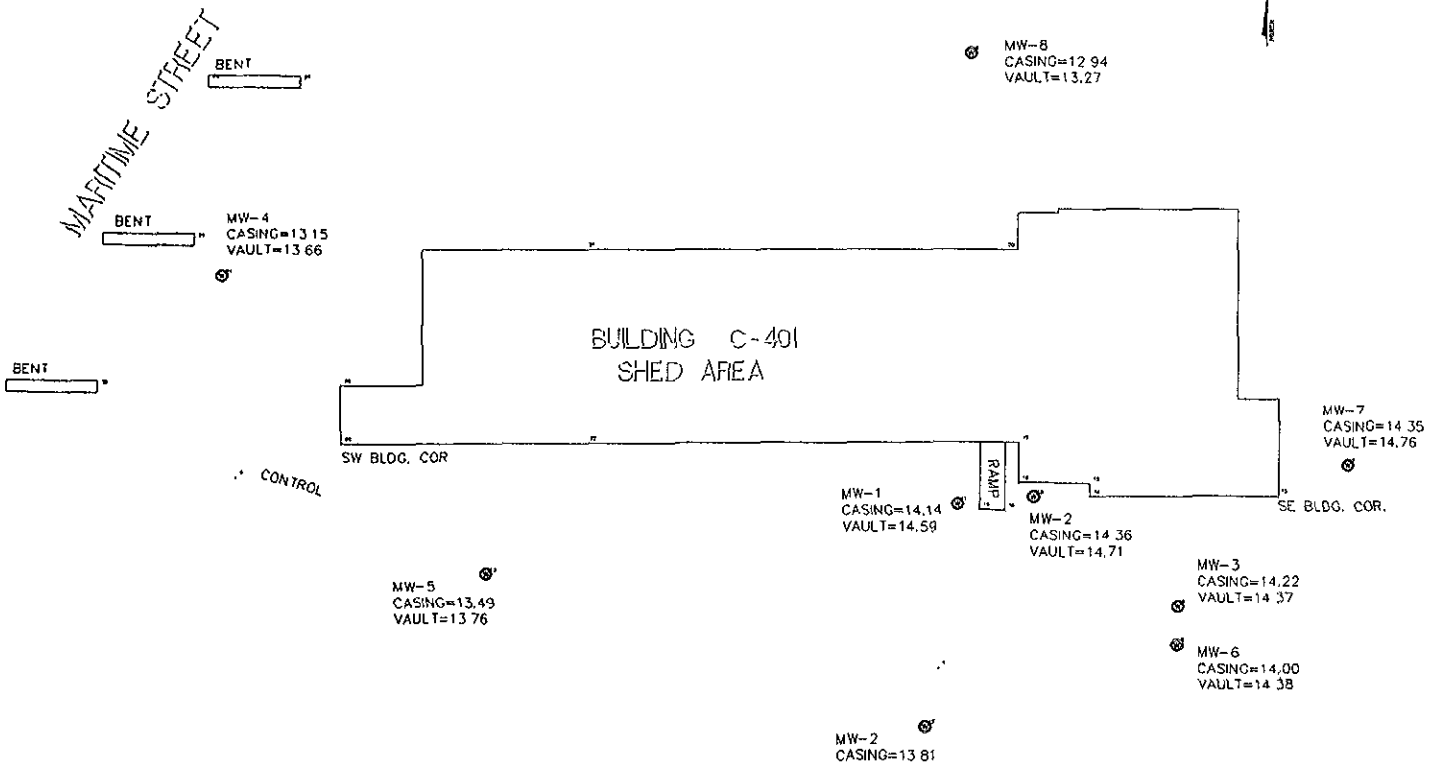 MARITIME STREET
BENT
MW-8
CASING=12.94
VAULT=13.27
BENT
MW-4
CASING=13.15
VAULT=13.66
BUILDING C-401
SHED AREA
BENT
MW-7
CASING=14.35
VAULT=14.76
SW BLDG. COR
CONTROL
RAMP
MW-1
CASING=14.14
VAULT=14.59
MW-2
CASING=14.36
VAULT=14.71
SE BLDG. COR.
MW-3
CASING=14.22
VAULT=14.37
MW-5
CASING=13.49
VAULT=13.76
MW-6
CASING=14.00
VAULT=14.38
MW-2
CASING=13.81